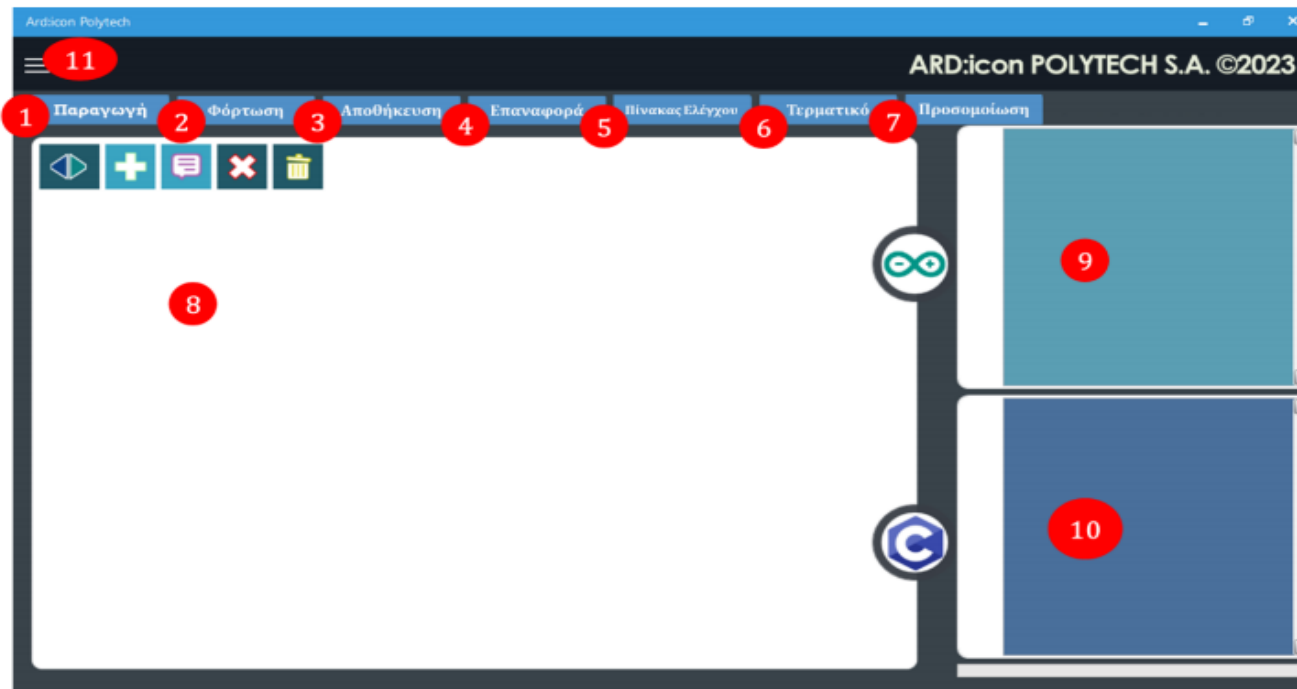 Ard:icon Polytech
11
ARD:icon POLYTECH S.A. ©2023
1 Παραγωγή 2 Φόρτωση 3 Αποθήκευση 4 Επαναφορά 5 Πίνακας Ελέγχου 6 Τερματικό 7 Προσομοίωση
8
9
10
C